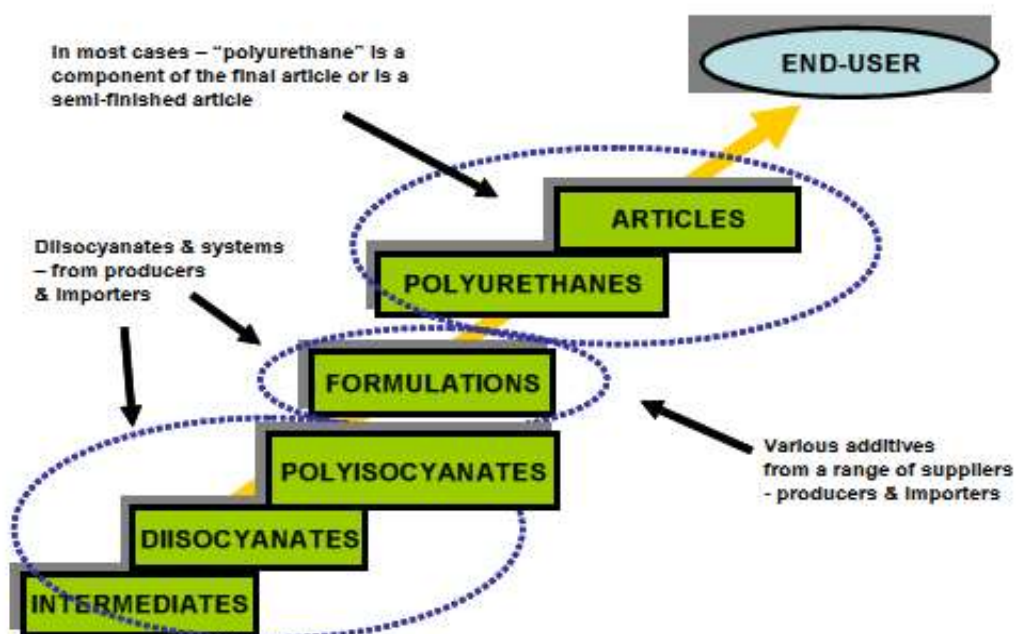 In most cases – “polyurethane” is a
component of the final article or is a
semi-finished article
END-USER
ARTICLES
POLYURETHANES
Diisocyanates & systems
– from producers
& importers
FORMULATIONS
Various additives
from a range of suppliers
- producers & importers
POLYISOCYANATES
DIISOCYANATES
INTERMEDIATES